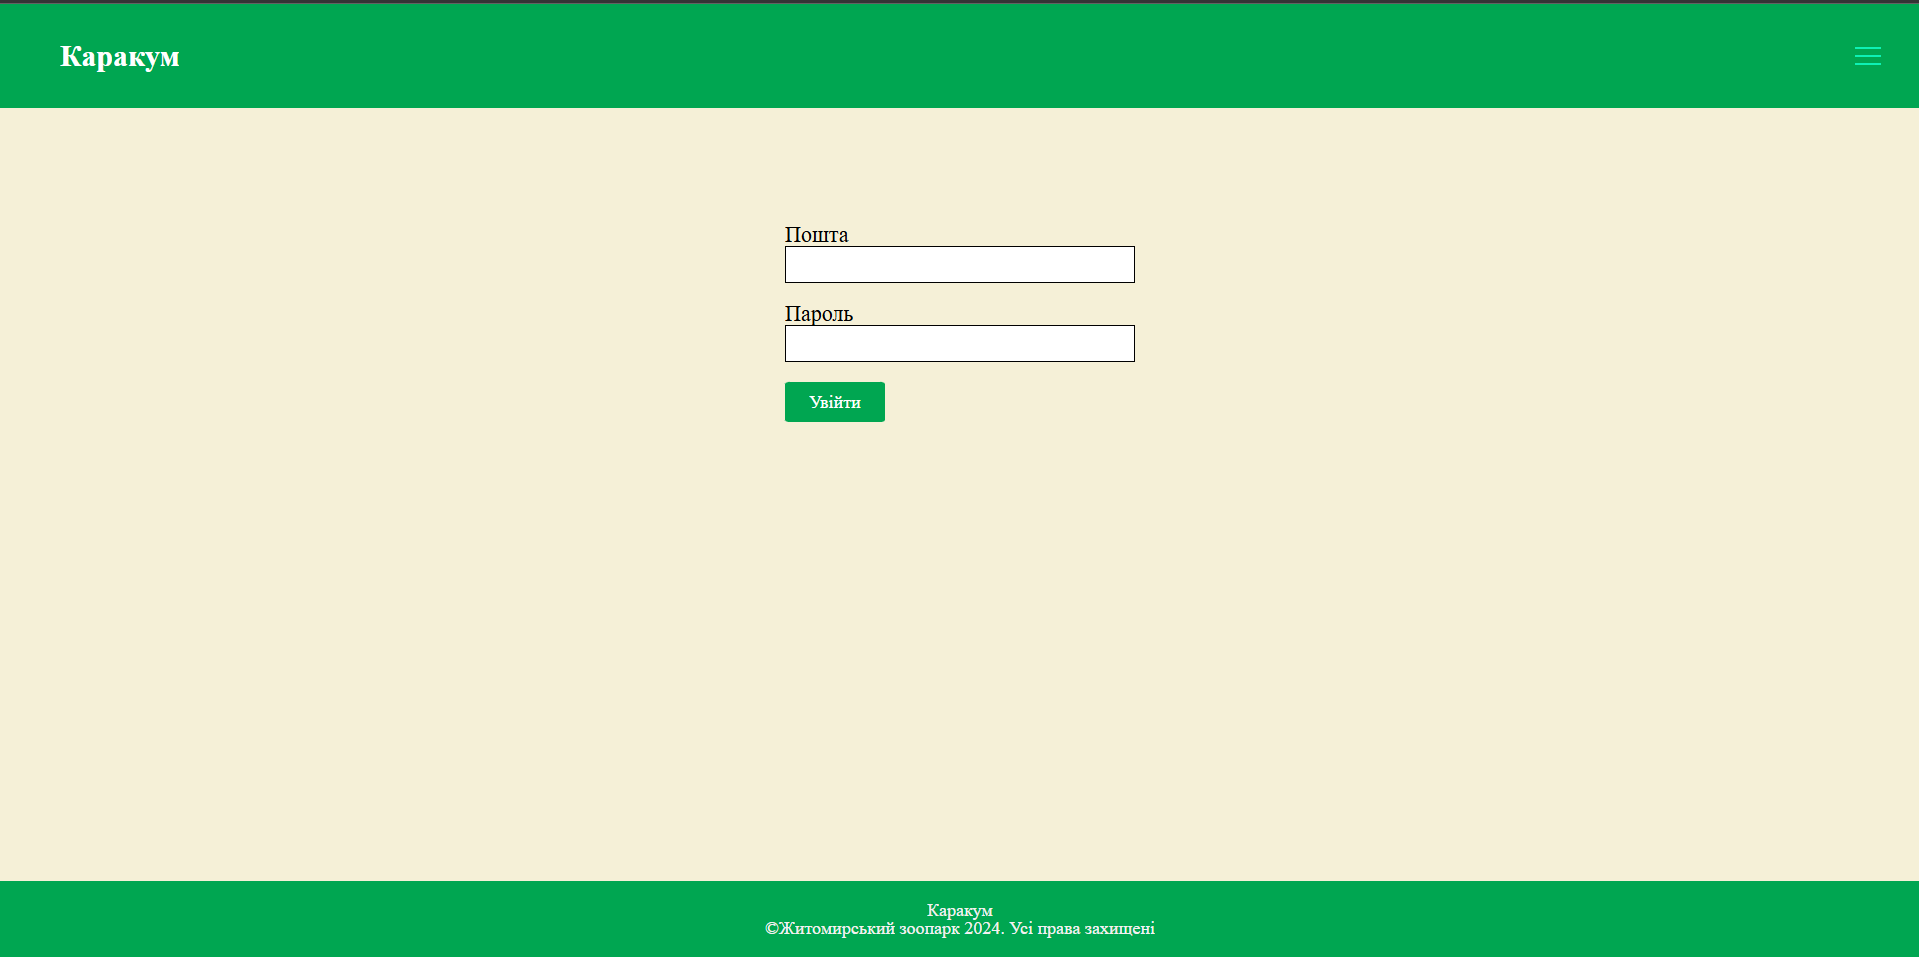 Каракум
Пошта
Пароль
Увійти
Каракум
©Житомирський зоопарк 2024. Усі права захищені